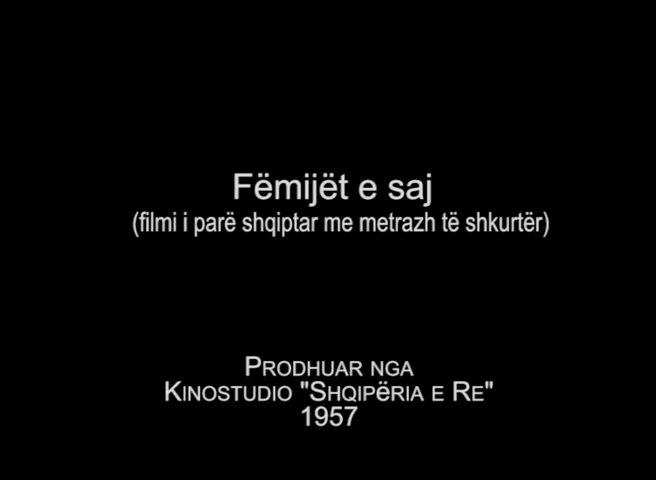 Fëmijët e saj
(filmi i parë shqiptar me metrazh të shkurtër)
PRODHUAR NGA
KINOSTUDIO "SHQIPëRIA E RE"
1957